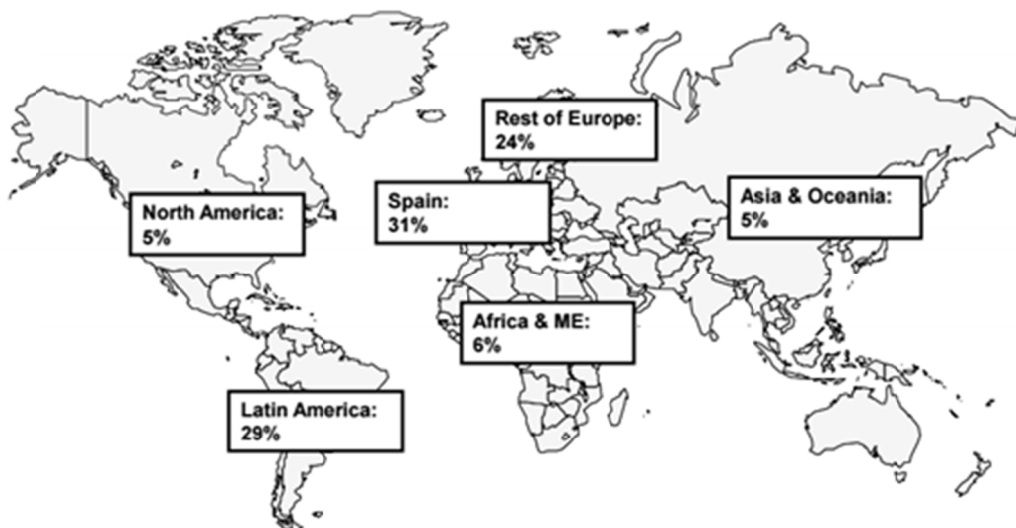 Rest of Europe:
24%
Spain:
31%
North America:
5%
Asia & Oceania:
5%
Africa & ME:
6%
Latin America:
29%